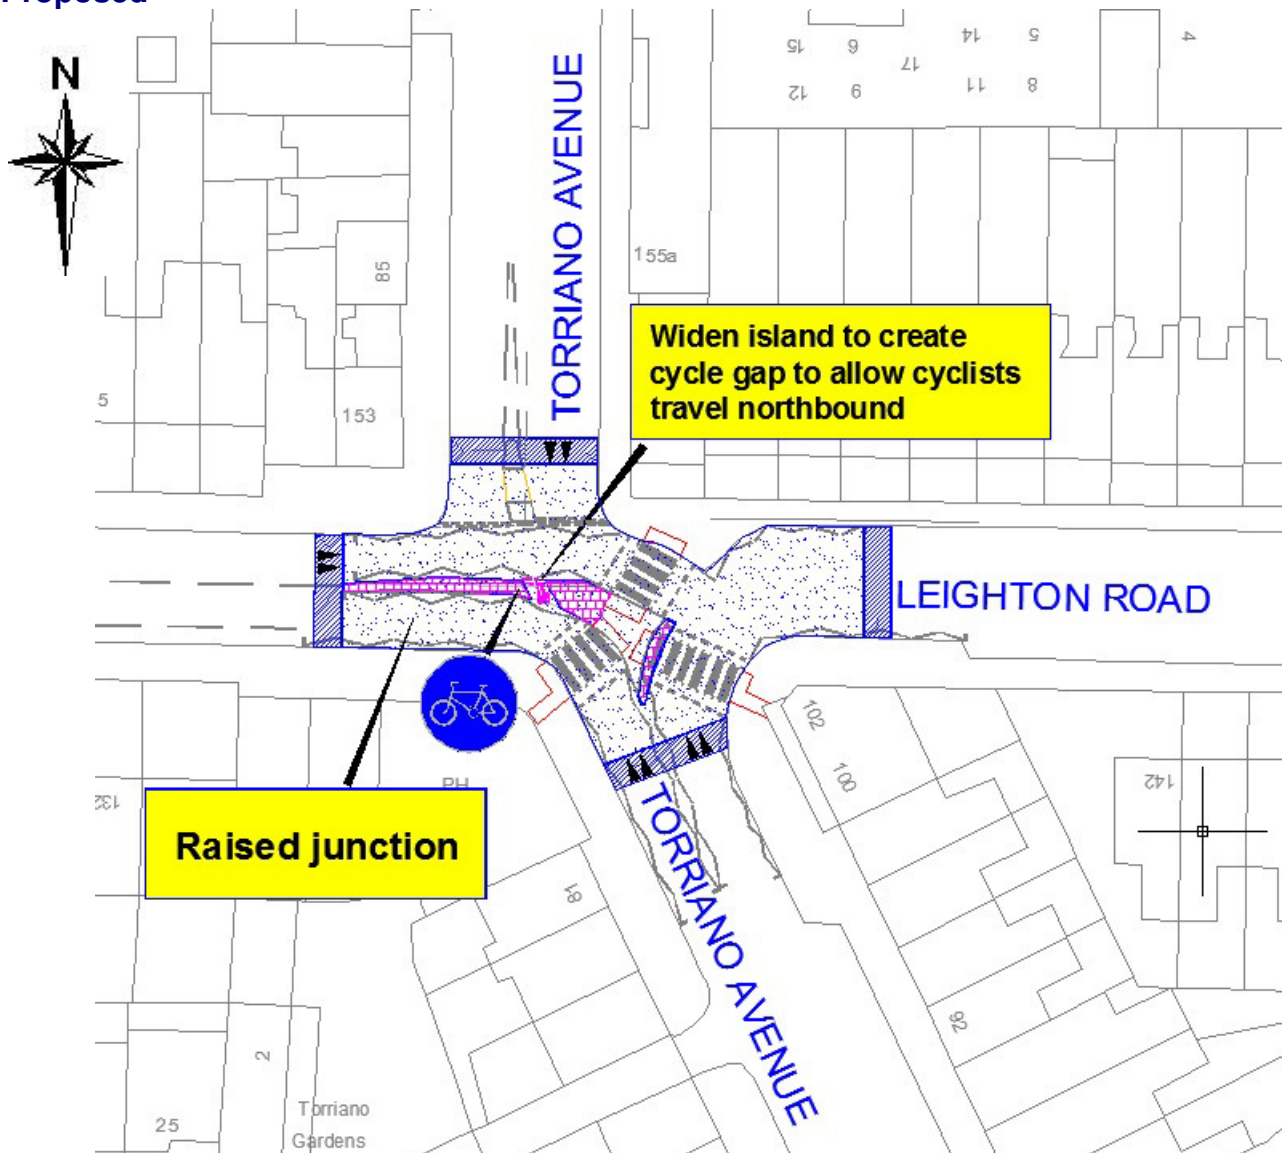 Proposed
N
TORRIANO AVENUE
15
6
14
5
4
17
12
9
11
8
155a
85
Widen island to create
cycle gap to allow cyclists
travel northbound
5
153
LEIGHTON ROAD
102
100
142
132
PH
Raised junction
TORRIANO AVENUE
81
92
2
25
Torriano
Gardens